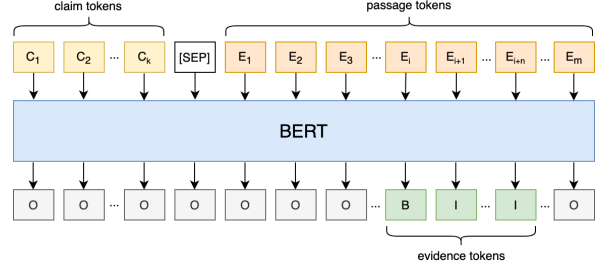 claim tokens passage tokens
C1 C2 ... Ck [SEP] E1 E2 E3 ... Ei Ei+1 ... Ei+n ... Em
BERT
O O ... O O O O O ... B I ... I ... O
evidence tokens